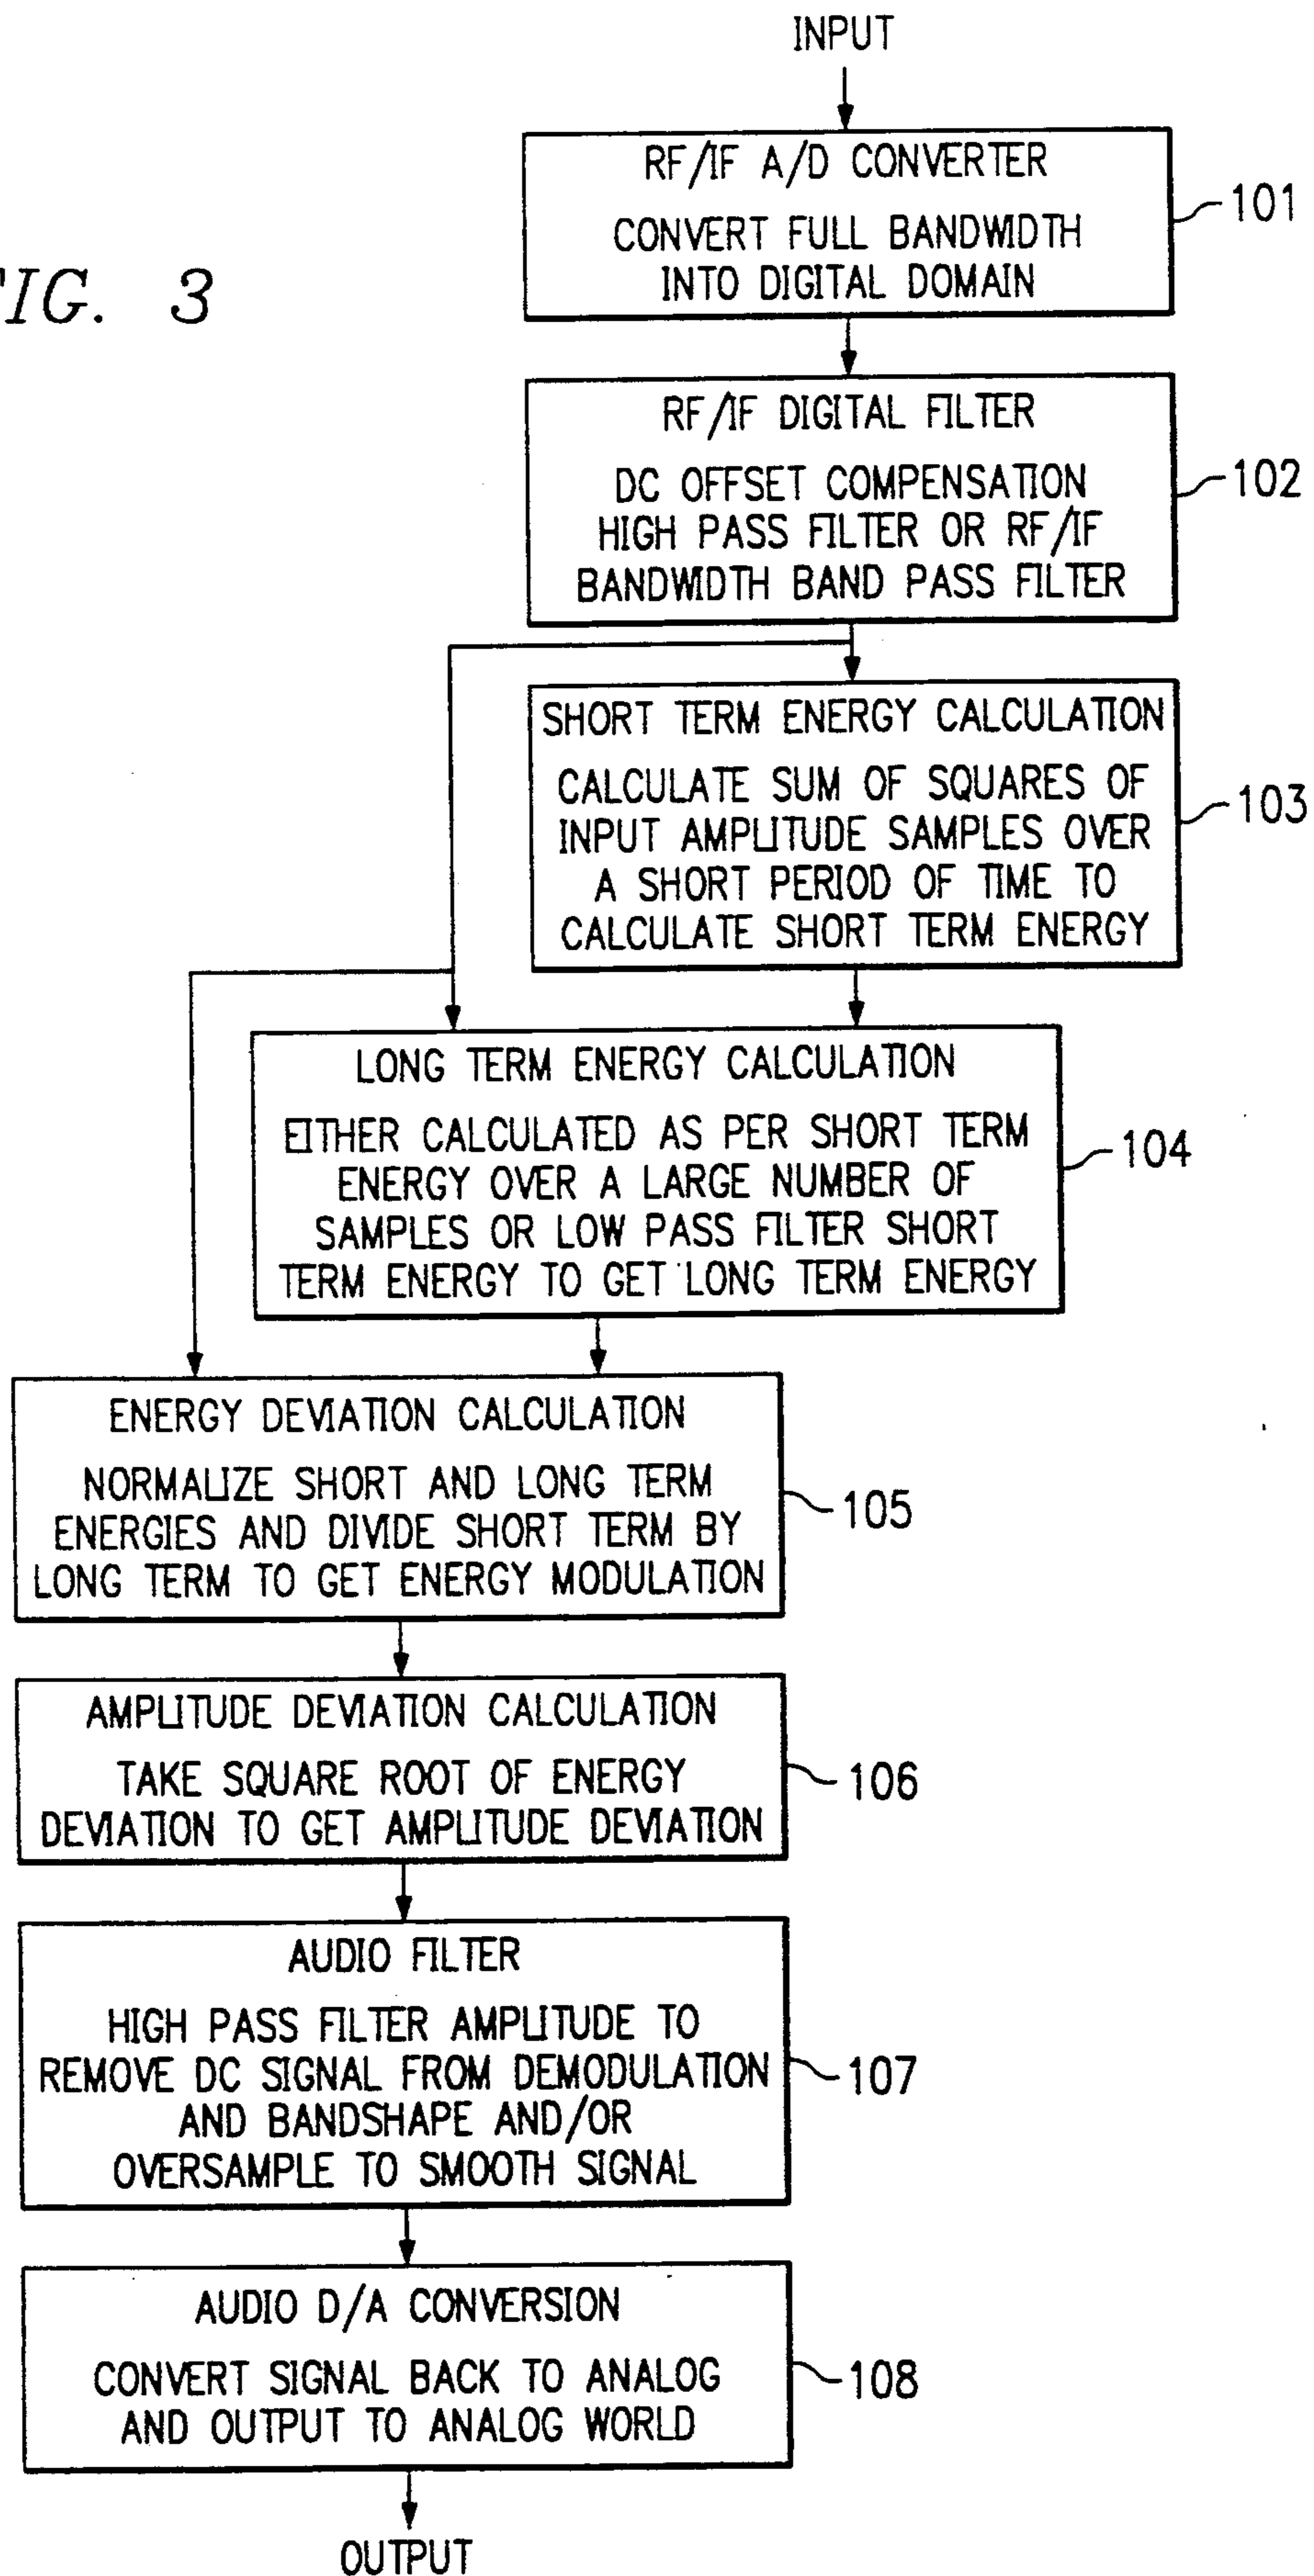 INPUT
RF/IF A/D CONVERTER
CONVERT FULL BANDWIDTH
INTO DIGITAL DOMAIN
101
FIG. 3
RF/IF DIGITAL FILTER
DC OFFSET COMPENSATION
HIGH PASS FILTER OR RF/IF
BANDWIDTH BAND PASS FILTER
102
SHORT TERM ENERGY CALCULATION
CALCULATE SUM OF SQUARES OF
INPUT AMPLITUDE SAMPLES OVER
A SHORT PERIOD OF TIME TO
CALCULATE SHORT TERM ENERGY
103
LONG TERM ENERGY CALCULATION
EITHER CALCULATED AS PER SHORT TERM
ENERGY OVER A LARGE NUMBER OF
SAMPLES OR LOW PASS FILTER SHORT
TERM ENERGY TO GET LONG TERM ENERGY
104
ENERGY DEVIATION CALCULATION
NORMALIZE SHORT AND LONG TERM
ENERGIES AND DIVIDE SHORT TERM BY
LONG TERM TO GET ENERGY MODULATION
105
AMPLITUDE DEVIATION CALCULATION
TAKE SQUARE ROOT OF ENERGY
DEVIATION TO GET AMPLITUDE DEVIATION
106
AUDIO FILTER
HIGH PASS FILTER AMPLITUDE TO
REMOVE DC SIGNAL FROM DEMODULATION
AND BANDSHAPE AND/OR
OVERSAMPLE TO SMOOTH SIGNAL
107
AUDIO D/A CONVERSION
CONVERT SIGNAL BACK TO ANALOG
AND OUTPUT TO ANALOG WORLD
108
OUTPUT